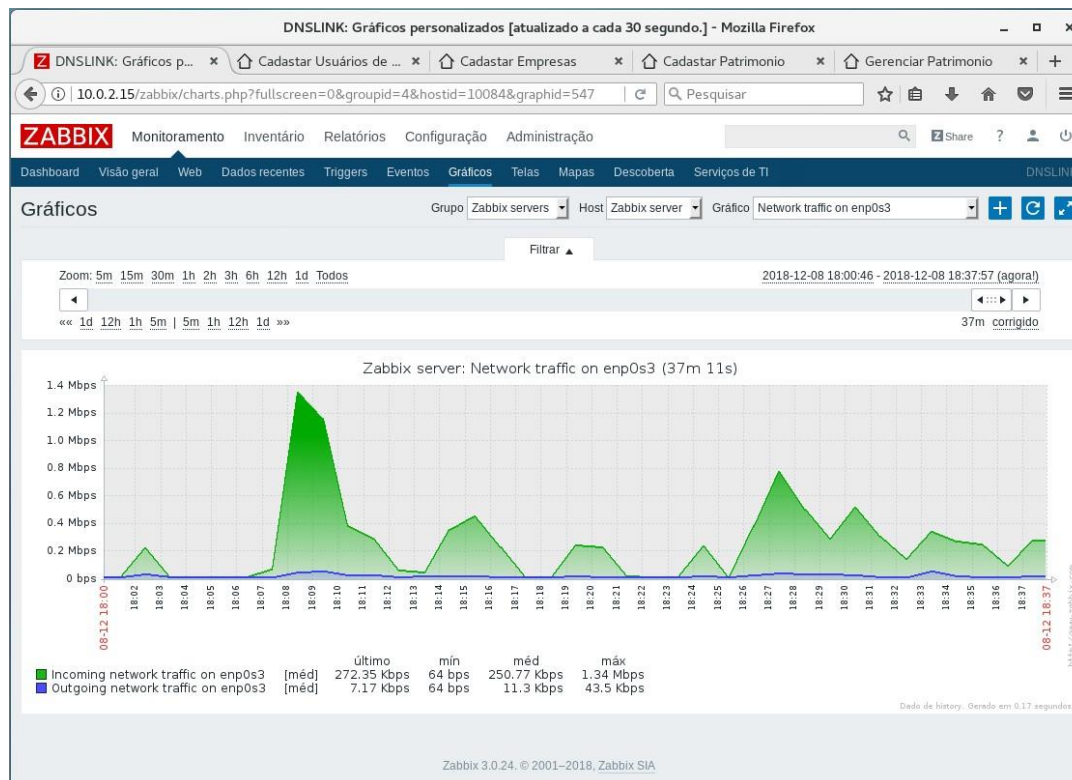 DNSLINK: Gráficos personalizados [atualizado a cada 30 segundo.] - Mozilla Firefox
Z DNSLINK: Gráficos p... Cadastar Usuários de ... Cadastar Empresas Cadastar Patrimonio Gerenciar Patrimonio
10.0.2.15/zabbix/charts.php?fullscreen=0&groupid=4&hostid=10084&graphid=547 Pesquisar
ZABBIX Monitoramento Inventário Relatórios Configuração Administração Z Share ?
Dashboard Visão geral Web Dados recentes Triggers Eventos Gráficos Telas Mapas Descoberta Serviços de TI DNSLINK
Gráficos Grupo Zabbix servers Host Zabbix server Gráfico Network traffic on enp0s3
Filtrar ▲
Zoom: 5m 15m 30m 1h 2h 3h 6h 12h 1d Todos 2018-12-08 18:00:46 - 2018-12-08 18:37:57 (agora!)
«« 1d 12h 1h 5m | 5m 1h 12h 1d »» 37m corrigido
Zabbix server: Network traffic on enp0s3 (37m 11s)
1.4 Mbps
1.2 Mbps
1.0 Mbps
0.8 Mbps
0.6 Mbps
0.4 Mbps
0.2 Mbps
0 bps
08-12 18:00 18:02 18:03 18:04 18:05 18:06 18:07 18:08 18:09 18:10 18:11 18:12 18:13 18:14 18:15 18:16 18:17 18:18 18:19 18:20 18:21 18:22 18:23 18:24 18:25 18:26 18:27 18:28 18:29 18:30 18:31 18:32 18:33 18:34 18:35 18:36 18:37 08-12 18:37
último mín méd máx
Incoming network traffic on enp0s3 [méd] 272.35 Kbps 64 bps 250.77 Kbps 1.34 Mbps
Outgoing network traffic on enp0s3 [méd] 7.17 Kbps 64 bps 11.3 Kbps 43.5 Kbps
Dado de history. Gerado em 0.17 segundos
Zabbix 3.0.24. © 2001–2018, Zabbix SIA